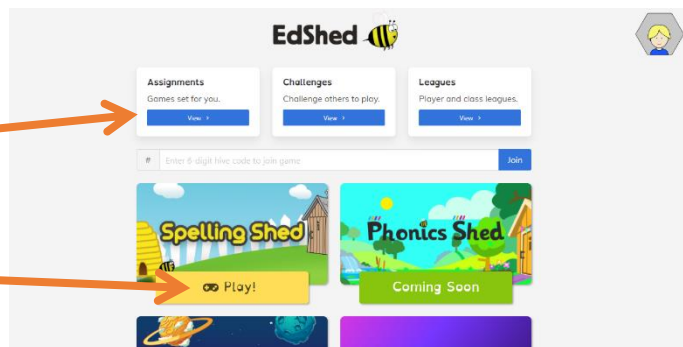 EdShed
Assignments
Games set for you.
View >
Challenges
Challenge others to play.
View >
Leagues
Player and class leagues.
View >
# Enter 6-digit hive code to join game Join
Spelling Shed
Play!
Phonics Shed
Coming Soon